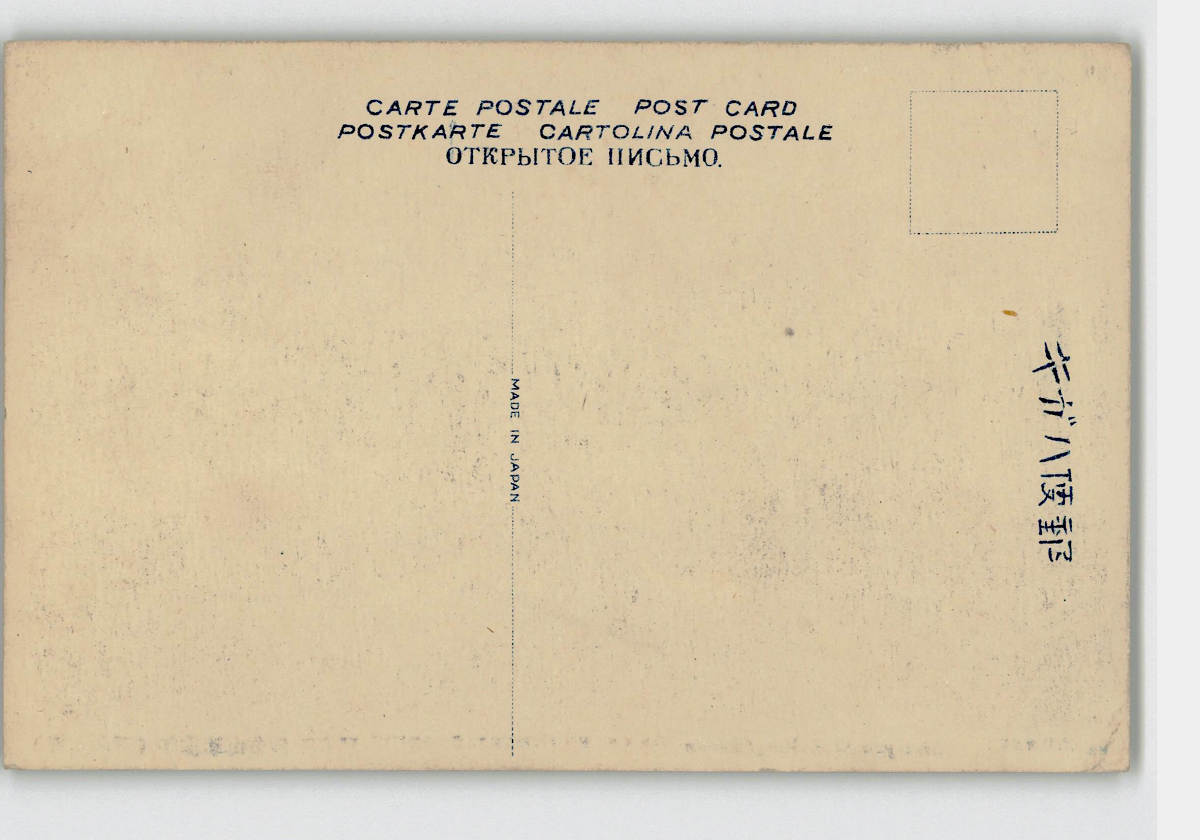 CARTE POSTALE POST CARD
POSTKARTE CARTOLINA POSTALE
ОТКРЫТОЕ ПИСЬМО.
MADE IN JAPAN
郵便ハガキ